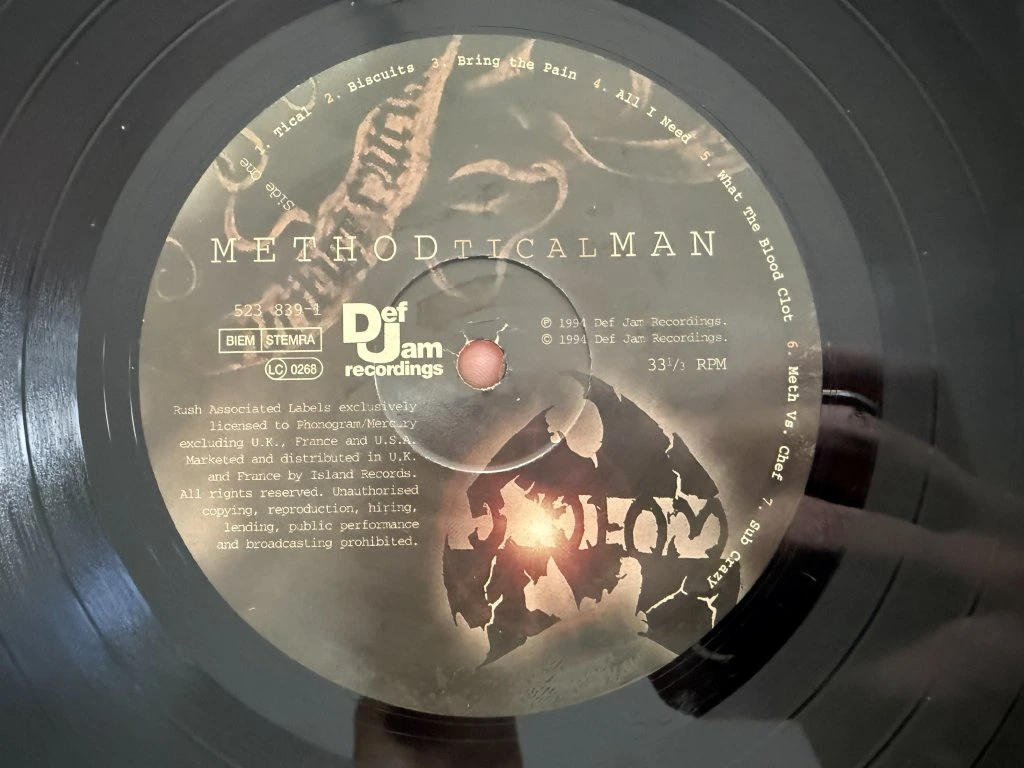 Side One
1. Tical 2. Biscuits 3. Bring the Pain 4. All I Need 5. What The Blood Clot 6. Meth Vs. Chef 7. Sub Crazy
METHOD TICAL MAN
523 839-1
BIEM STEMRA
LC 0268
Def
Jam
recordings
℗ 1994 Def Jam Recordings.
© 1994 Def Jam Recordings.
33⅓ RPM
Rush Associated Labels exclusively
licensed to Phonogram/Mercury
excluding U.K., France and U.S.A.
Marketed and distributed in U.K.
and France by Island Records.
All rights reserved. Unauthorised
copying, reproduction, hiring,
lending, public performance
and broadcasting prohibited.